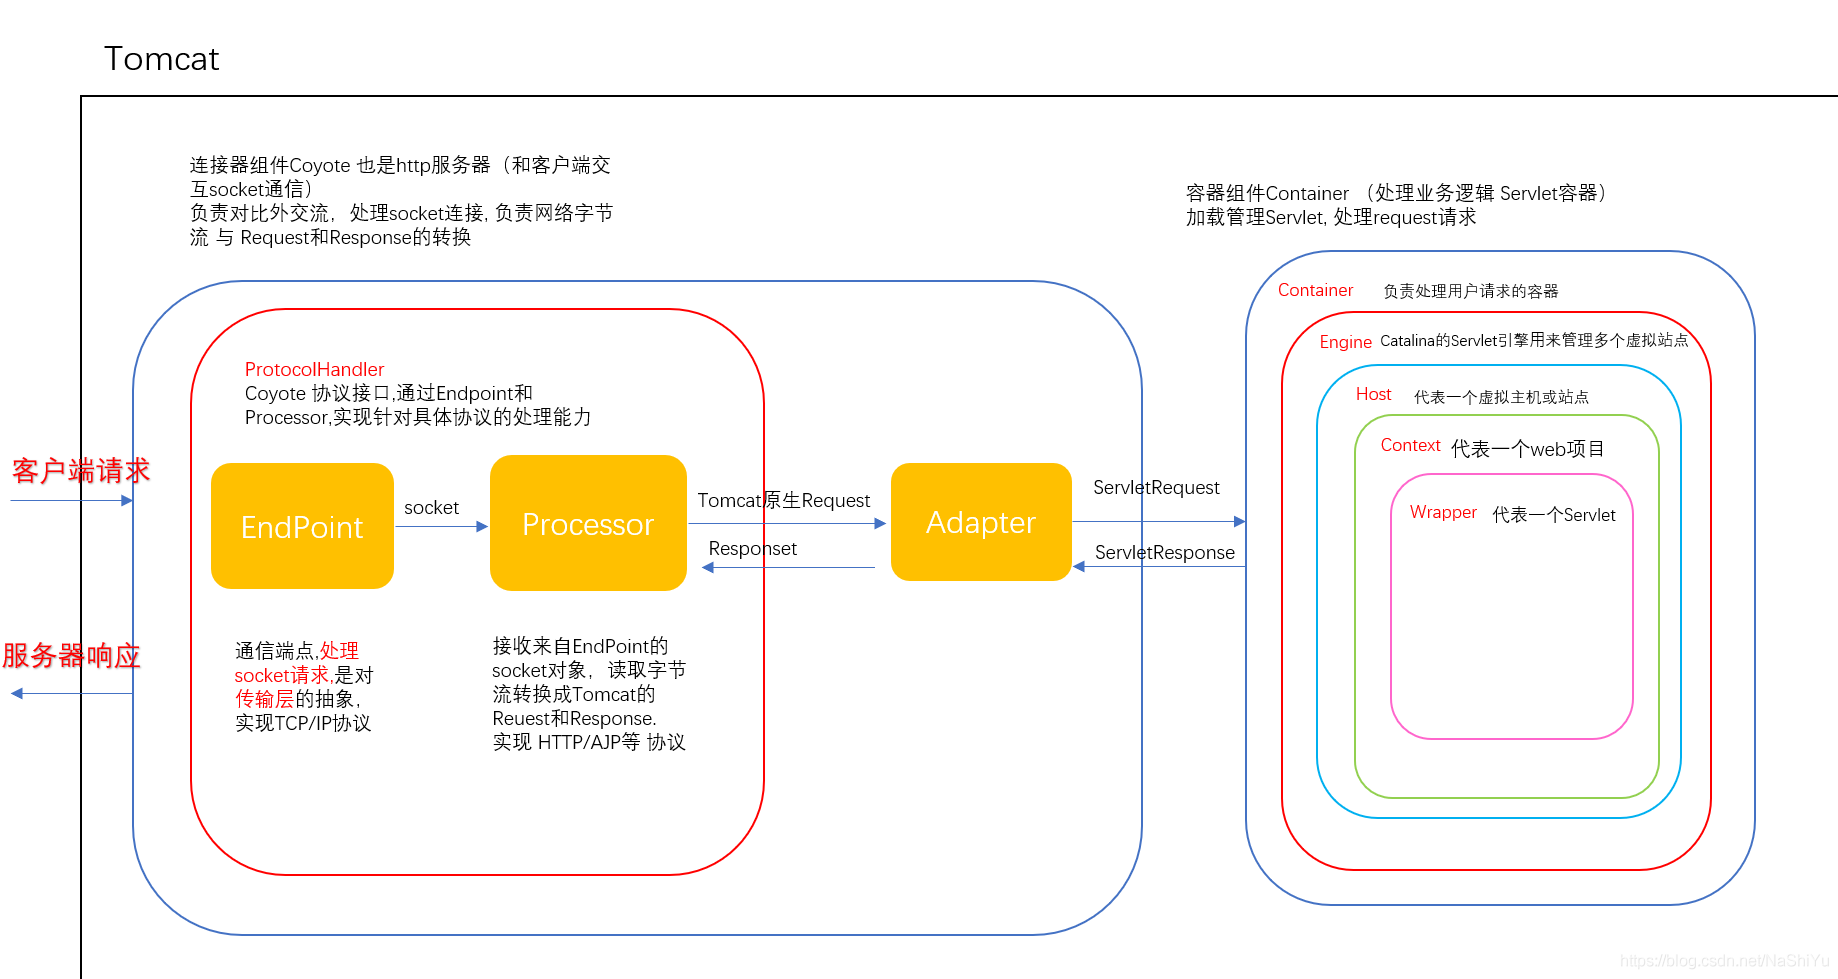 Tomcat
连接器组件Coyote 也是http服务器（和客户端交
互socket通信）
负责对比外交流，处理socket连接, 负责网络字节
流 与 Request和Response的转换
容器组件Container （处理业务逻辑 Servlet容器）
加载管理Servlet, 处理request请求
ProtocolHandler
Coyote 协议接口,通过Endpoint和
Processor,实现针对具体协议的处理能力
客户端请求
服务器响应
EndPoint
socket
Processor
Tomcat原生Request
Responset
Adapter
ServletRequest
ServletResponse
通信端点,处理
socket请求,是对
传输层的抽象，
实现TCP/IP协议
接收来自EndPoint的
socket对象，读取字节
流转换成Tomcat的
Reuest和Response.
实现 HTTP/AJP等 协议
Container 负责处理用户请求的容器
Engine Catalina的Servlet引擎用来管理多个虚拟站点
Host 代表一个虚拟主机或站点
Context 代表一个web项目
Wrapper 代表一个Servlet
https://blog.csdn.net/NaShiYu